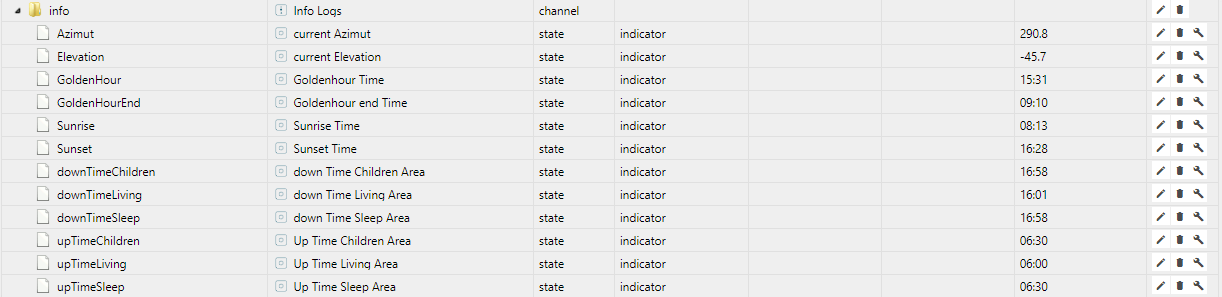 info Info Logs channel
Azimut current Azimut state indicator 290.8
Elevation current Elevation state indicator -45.7
GoldenHour Goldenhour Time state indicator 15:31
GoldenHourEnd Goldenhour end Time state indicator 09:10
Sunrise Sunrise Time state indicator 08:13
Sunset Sunset Time state indicator 16:28
downTimeChildren down Time Children Area state indicator 16:58
downTimeLiving down Time Living Area state indicator 16:01
downTimeSleep down Time Sleep Area state indicator 16:58
upTimeChildren Up Time Children Area state indicator 06:30
upTimeLiving Up Time Living Area state indicator 06:00
upTimeSleep Up Time Sleep Area state indicator 06:30